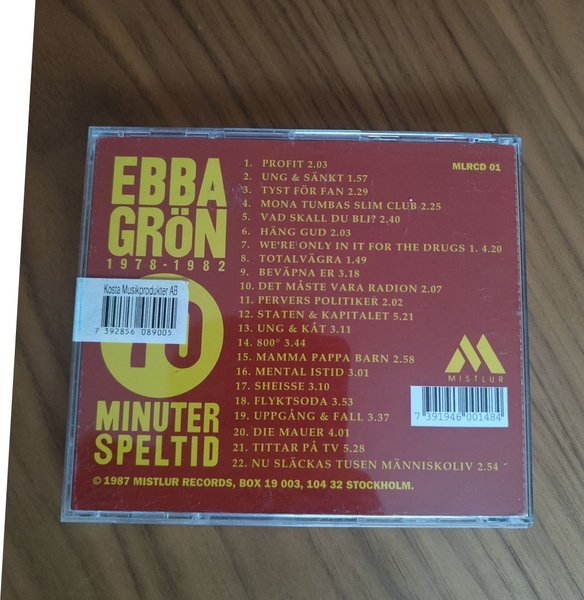 EBBA
GRÖN
1978-1982
Kosta Musikprodukter AB
7 392856 089005
70
MINUTER
SPELTID
1. PROFIT 2.03
2. UNG & SÄNKT 1.57
3. TYST FÖR FAN 2.29
4. MONA TUMBAS SLIM CLUB 2.25
5. VAD SKALL DU BLI? 2.40
6. HÄNG GUD 2.03
7. WE'RE ONLY IN IT FOR THE DRUGS 1. 4.20
8. TOTALVÄGRA 1.49
9. BEVÄPNA ER 3.18
10. DET MÅSTE VARA RADION 2.07
11. PERVERS POLITIKER 2.02
12. STATEN & KAPITALET 5.21
13. UNG & KÅT 3.11
14. 800° 3.44
15. MAMMA PAPPA BARN 2.58
16. MENTAL ISTID 3.01
17. SHEISSE 3.10
18. FLYKTSODA 3.53
19. UPPGÅNG & FALL 3.37
20. DIE MAUER 4.01
21. TITTAR PÅ TV 5.28
22. NU SLÄCKAS TUSEN MÄNNISKOLIV 2.54
MLRCD 01
MISTLUR
7 391946 001484
© 1987 MISTLUR RECORDS, BOX 19 003, 104 32 STOCKHOLM.